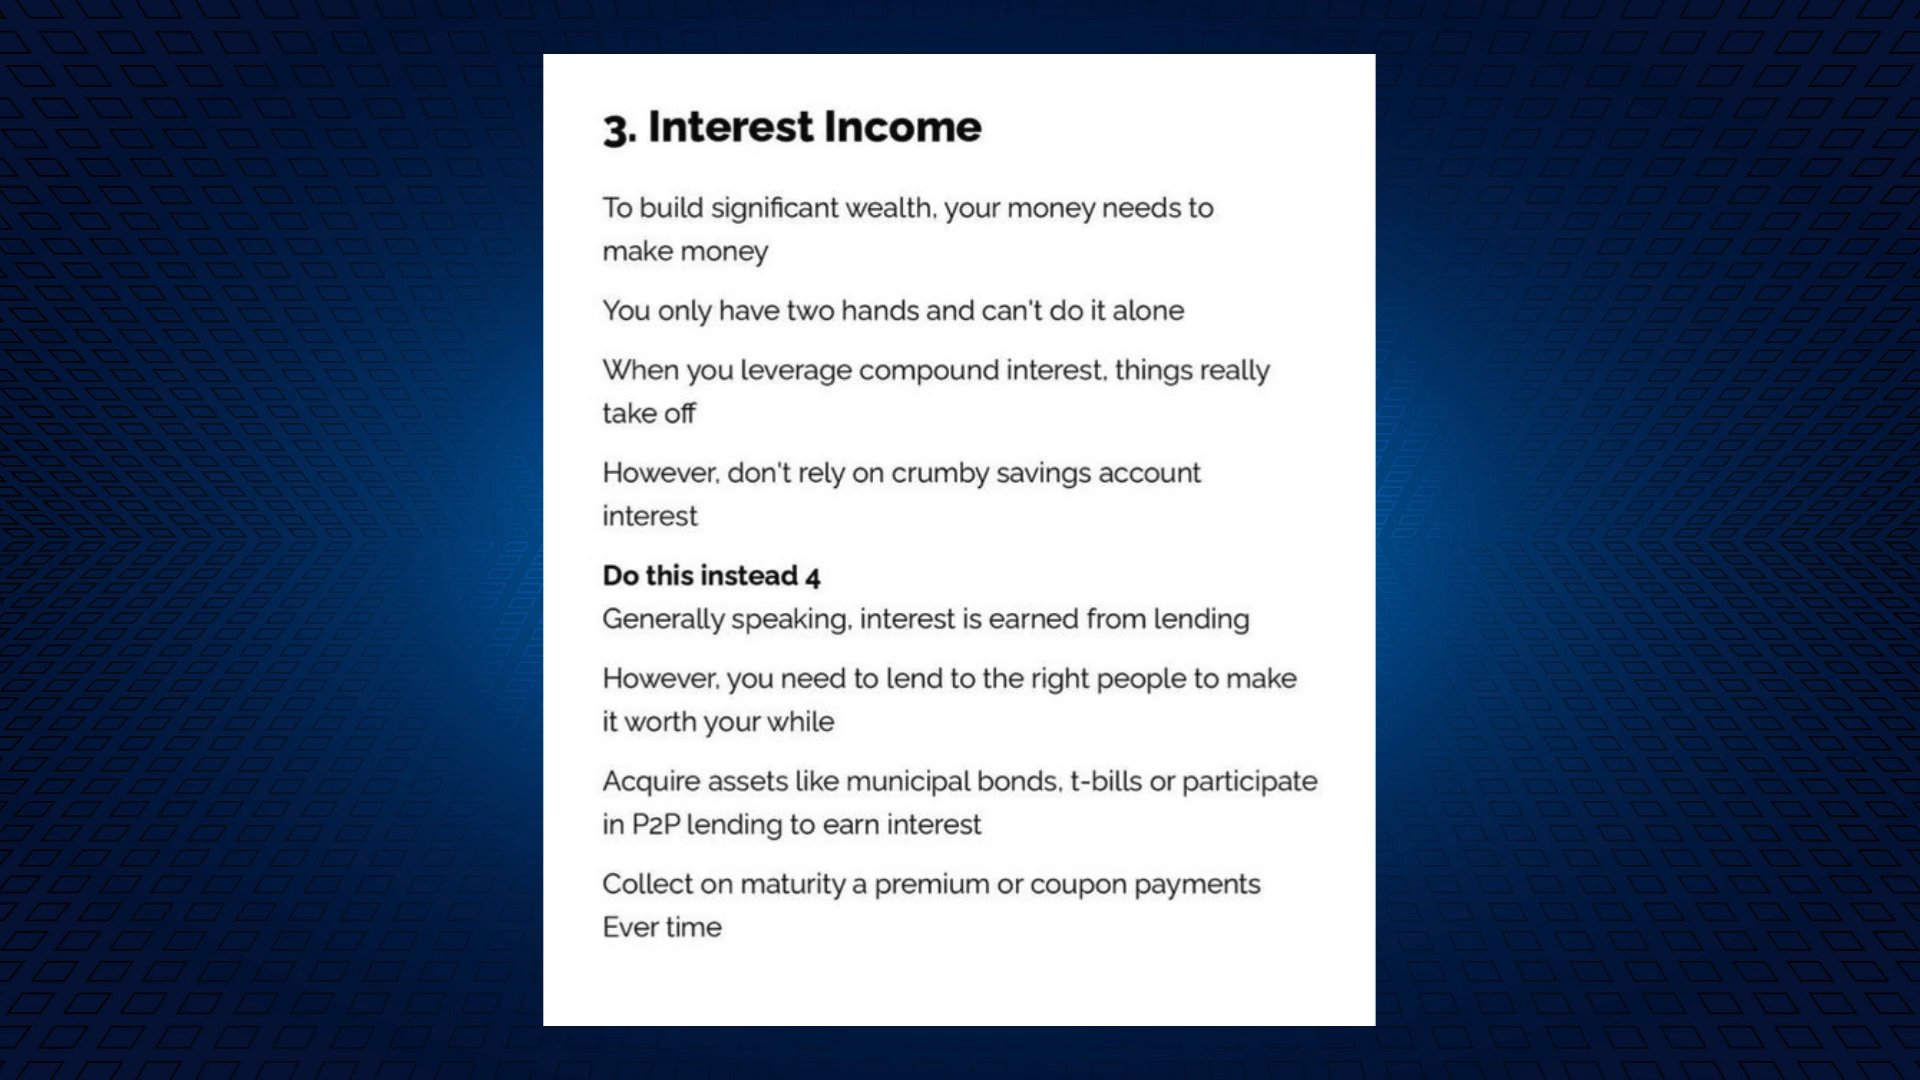 3. Interest Income
To build significant wealth, your money needs to
make money
You only have two hands and can't do it alone
When you leverage compound interest, things really
take off
However, don't rely on crumby savings account
interest
Do this instead 4
Generally speaking, interest is earned from lending
However, you need to lend to the right people to make
it worth your while
Acquire assets like municipal bonds, t-bills or participate
in P2P lending to earn interest
Collect on maturity a premium or coupon payments
Ever time